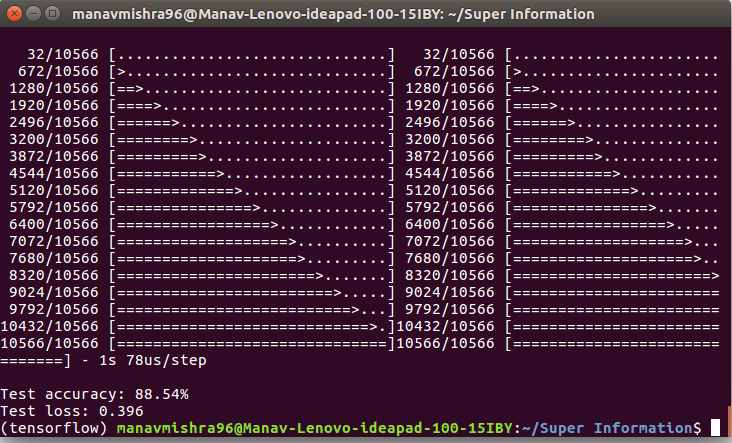 manavmishra96@Manav-Lenovo-ideapad-100-15IBY: ~/Super Information
   32/10566 [..............................]   32/10566 [.......................
  672/10566 [>.............................]  672/10566 [>......................
 1280/10566 [==>...........................] 1280/10566 [==>....................
 1920/10566 [====>.........................] 1920/10566 [====>..................
 2496/10566 [======>.......................] 2496/10566 [======>................
 3200/10566 [========>.....................] 3200/10566 [========>..............
 3872/10566 [=========>....................] 3872/10566 [=========>.............
 4544/10566 [===========>..................] 4544/10566 [===========>...........
 5120/10566 [=============>................] 5120/10566 [=============>.........
 5792/10566 [===============>..............] 5792/10566 [===============>.......
 6400/10566 [=================>............] 6400/10566 [=================>.....
 7072/10566 [===================>..........] 7072/10566 [===================>...
 7680/10566 [====================>.........] 7680/10566 [====================>..
 8320/10566 [======================>.......] 8320/10566 [======================>
 9024/10566 [========================>.....] 9024/10566 [=======================
 9792/10566 [==========================>...] 9792/10566 [=======================
10432/10566 [============================>.]10432/10566 [=======================
10566/10566 [==============================]10566/10566 [=======================
=======] - 1s 78us/step
Test accuracy: 88.54%
Test loss: 0.396
(tensorflow) manavmishra96@Manav-Lenovo-ideapad-100-15IBY:~/Super Information$